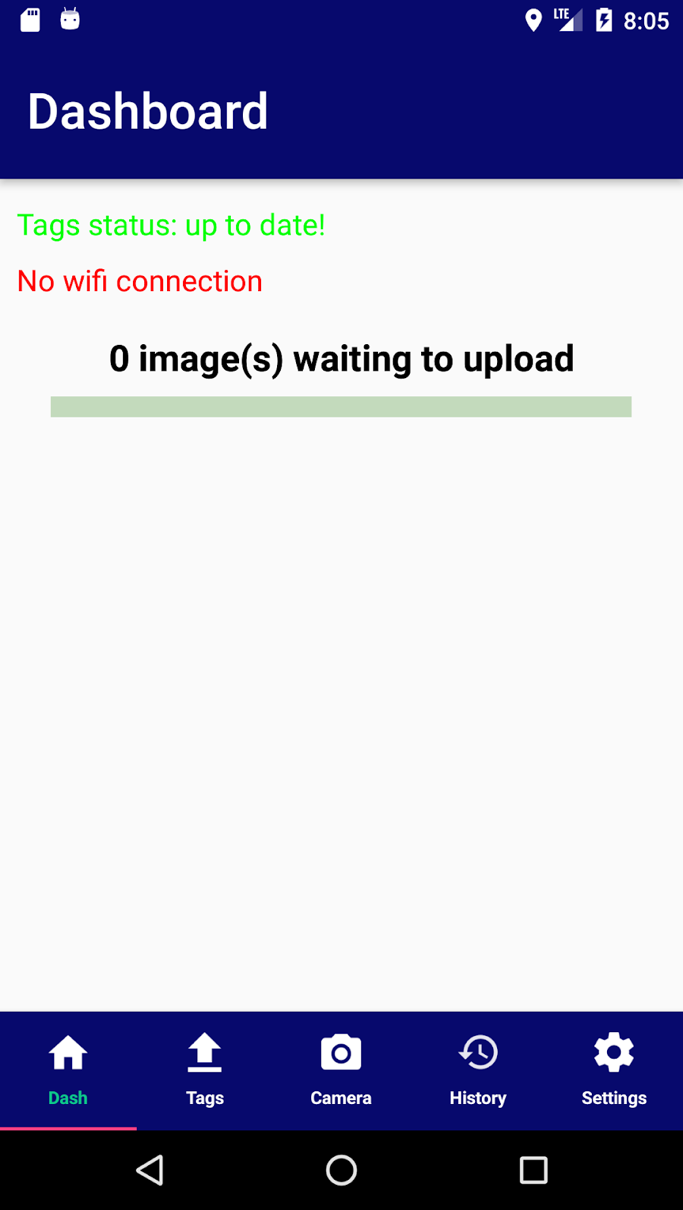 LTE 8:05
Dashboard
Tags status: up to date!
No wifi connection
0 image(s) waiting to upload
Dash Tags Camera History Settings